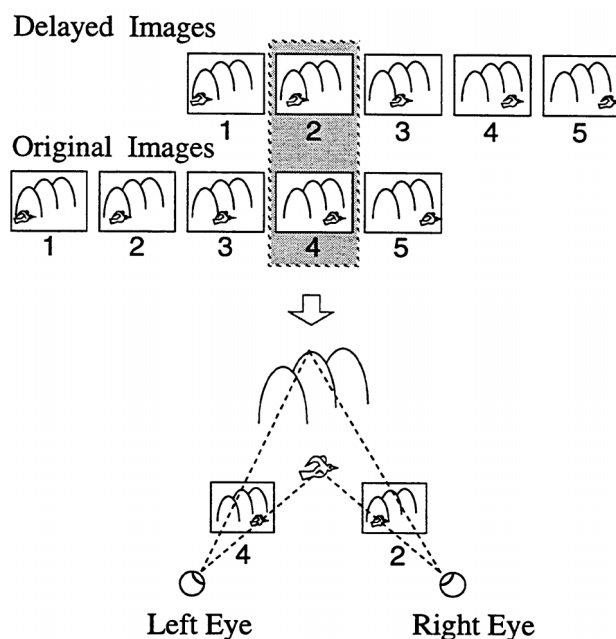 Delayed Images
1 2 3 4 5
Original Images
1 2 3 4 5
4 2
Left Eye Right Eye